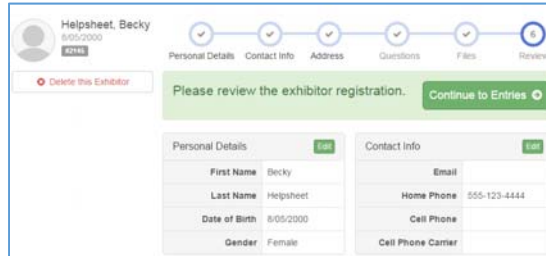 Helpsheet, Becky
8/05/2000
#2145
Delete this Exhibitor
Personal Details
Contact Info
Address
Questions
Files
6
Review
Please review the exhibitor registration.
Continue to Entries
Personal Details Edit
First Name Becky
Last Name Helpsheet
Date of Birth 8/05/2000
Gender Female
Contact Info Edit
Email
Home Phone 555-123-4444
Cell Phone
Cell Phone Carrier